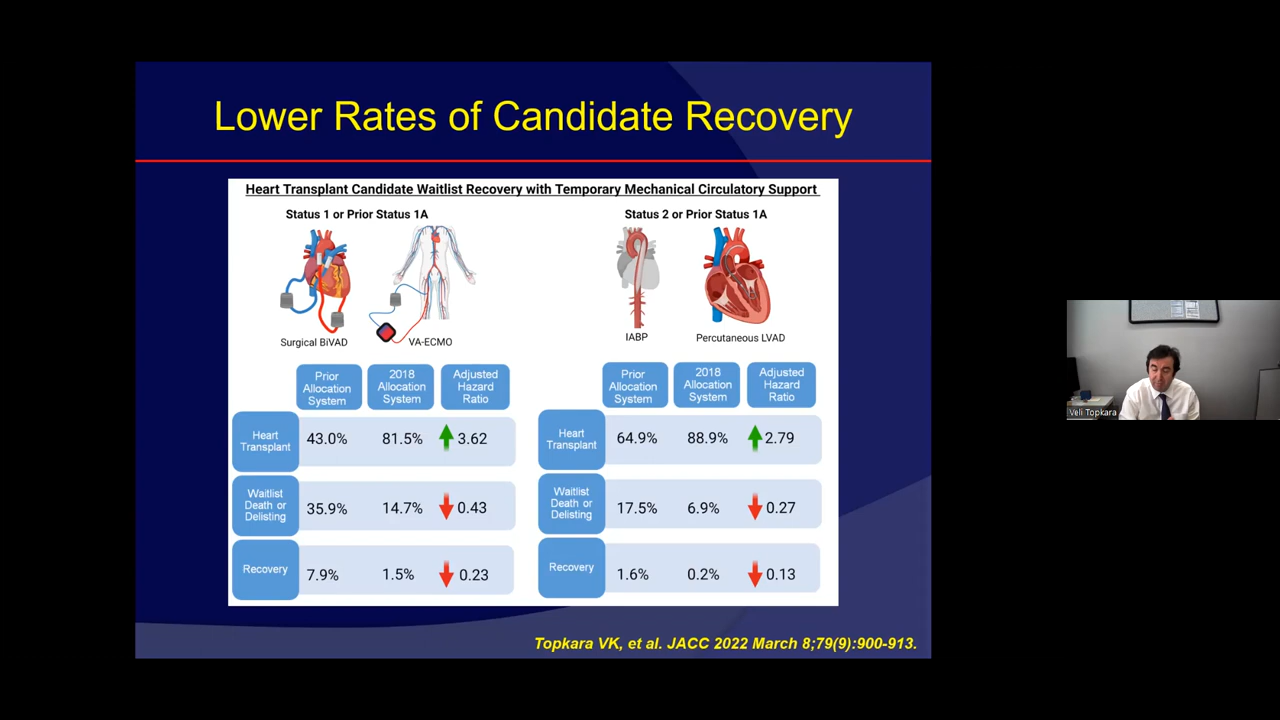 Lower Rates of Candidate Recovery
Heart Transplant Candidate Waitlist Recovery with Temporary Mechanical Circulatory Support
Status 1 or Prior Status 1A
Surgical BiVAD
VA-ECMO
Prior Allocation System
2018 Allocation System
Adjusted Hazard Ratio
Heart Transplant
43.0%
81.5%
3.62
Waitlist Death or Delisting
35.9%
14.7%
0.43
Recovery
7.9%
1.5%
0.23
Status 2 or Prior Status 1A
IABP
Percutaneous LVAD
Prior Allocation System
2018 Allocation System
Adjusted Hazard Ratio
Heart Transplant
64.9%
88.9%
2.79
Waitlist Death or Delisting
17.5%
6.9%
0.27
Recovery
1.6%
0.2%
0.13
Topkara VK, et al. JACC 2022 March 8;79(9):900-913.
Veli Topkara